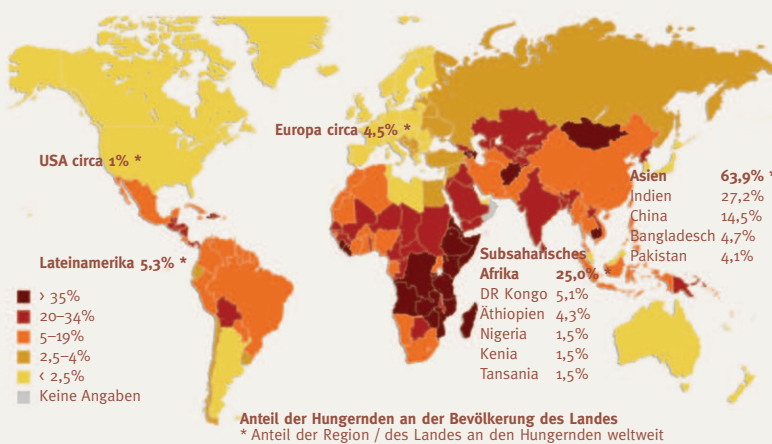 Europa circa 4,5% *
USA circa 1% *
Asien 63,9% *
Indien 27,2%
China 14,5%
Bangladesch 4,7%
Pakistan 4,1%
Lateinamerika 5,3% *
Subsaharisches
Afrika 25,0% *
DR Kongo 5,1%
Äthiopien 4,3%
Nigeria 1,5%
Kenia 1,5%
Tansania 1,5%
> 35%
20–34%
5–19%
2,5–4%
< 2,5%
Keine Angaben
Anteil der Hungernden an der Bevölkerung des Landes
* Anteil der Region / des Landes an den Hungernden weltweit